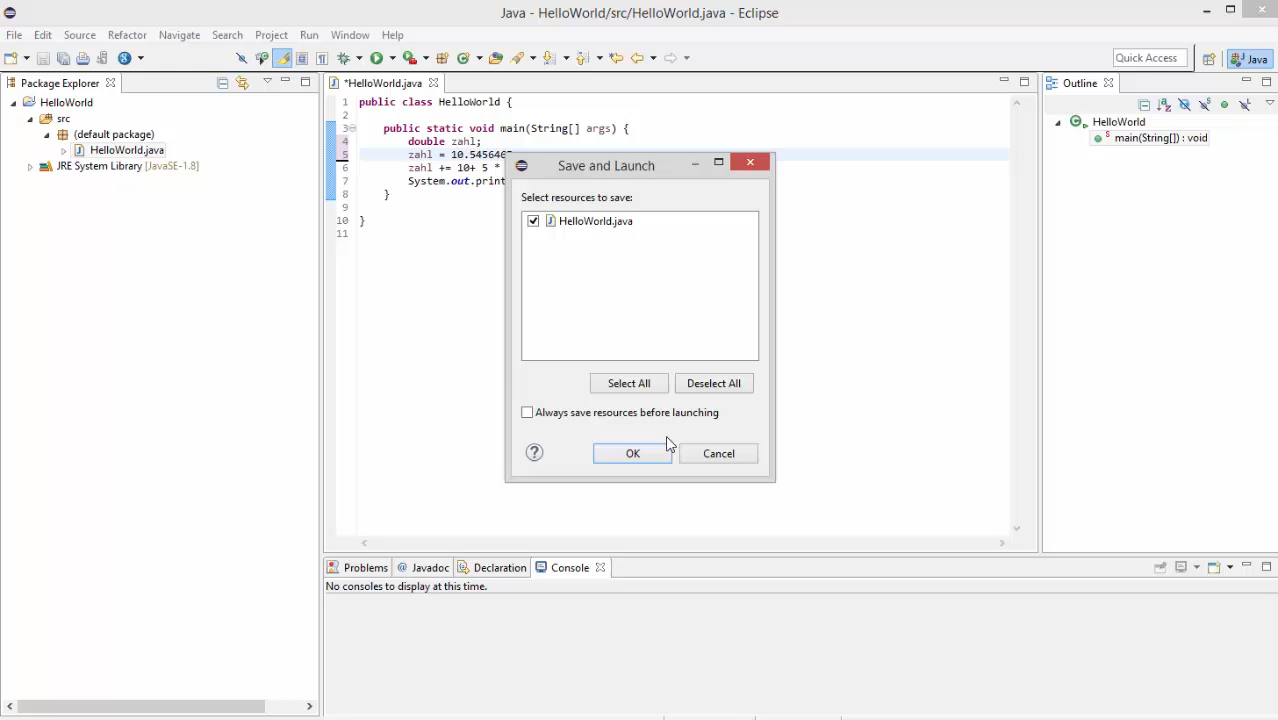 Java - HelloWorld/src/HelloWorld.java - Eclipse
File Edit Source Refactor Navigate Search Project Run Window Help
Quick Access Java
Package Explorer
HelloWorld
src
(default package)
HelloWorld.java
JRE System Library [JavaSE-1.8]
*HelloWorld.java
1 public class HelloWorld {
2
3 public static void main(String[] args) {
4 double zahl;
5 zahl = 10.545646
6 zahl += 10+ 5 *
7 System.out.print
8 }
9
10 }
11
Save and Launch
Select resources to save:
HelloWorld.java
Select All Deselect All
Always save resources before launching
? OK Cancel
Outline
HelloWorld
S main(String[]) : void
Problems @ Javadoc Declaration Console
No consoles to display at this time.